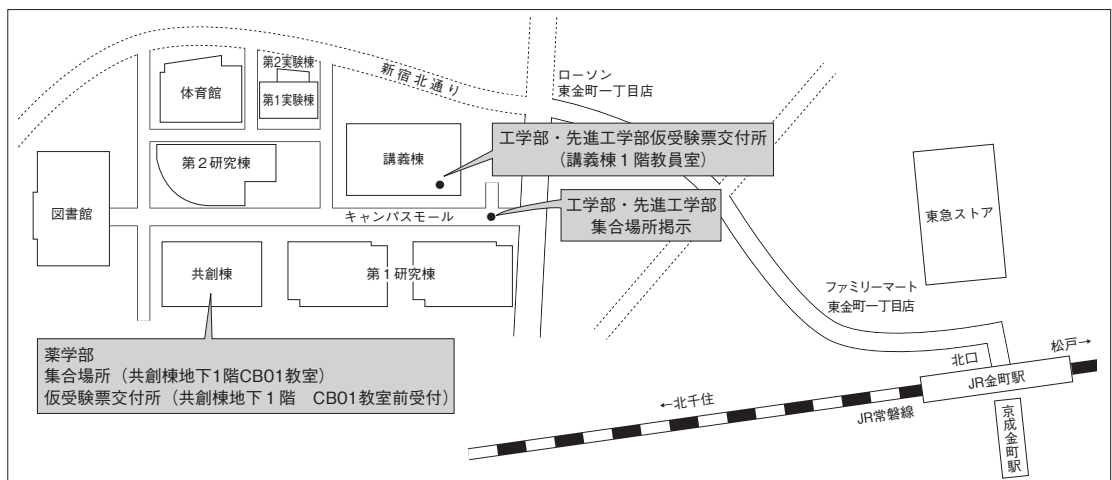 第2実験棟
体育館
第1実験棟
新宿北通り
ローソン
東金町一丁目店
第２研究棟
講義棟
工学部・先進工学部仮受験票交付所
（講義棟１階教員室）
図書館
キャンパスモール
工学部・先進工学部
集合場所掲示
東急ストア
共創棟
第１研究棟
ファミリーマート
東金町一丁目店
薬学部
集合場所（共創棟地下1階CB01教室）
仮受験票交付所（共創棟地下１階　CB01教室前受付）
北口
松戸→
JR金町駅
←北千住
JR常磐線
京成金町駅